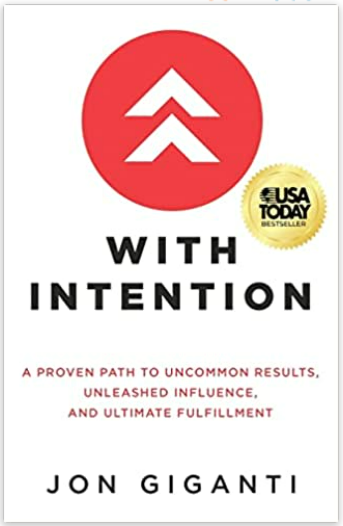 USA
TODAY
BESTSELLER
WITH
INTENTION
A PROVEN PATH TO UNCOMMON RESULTS,
UNLEASHED INFLUENCE,
AND ULTIMATE FULFILLMENT
JON GIGANTI